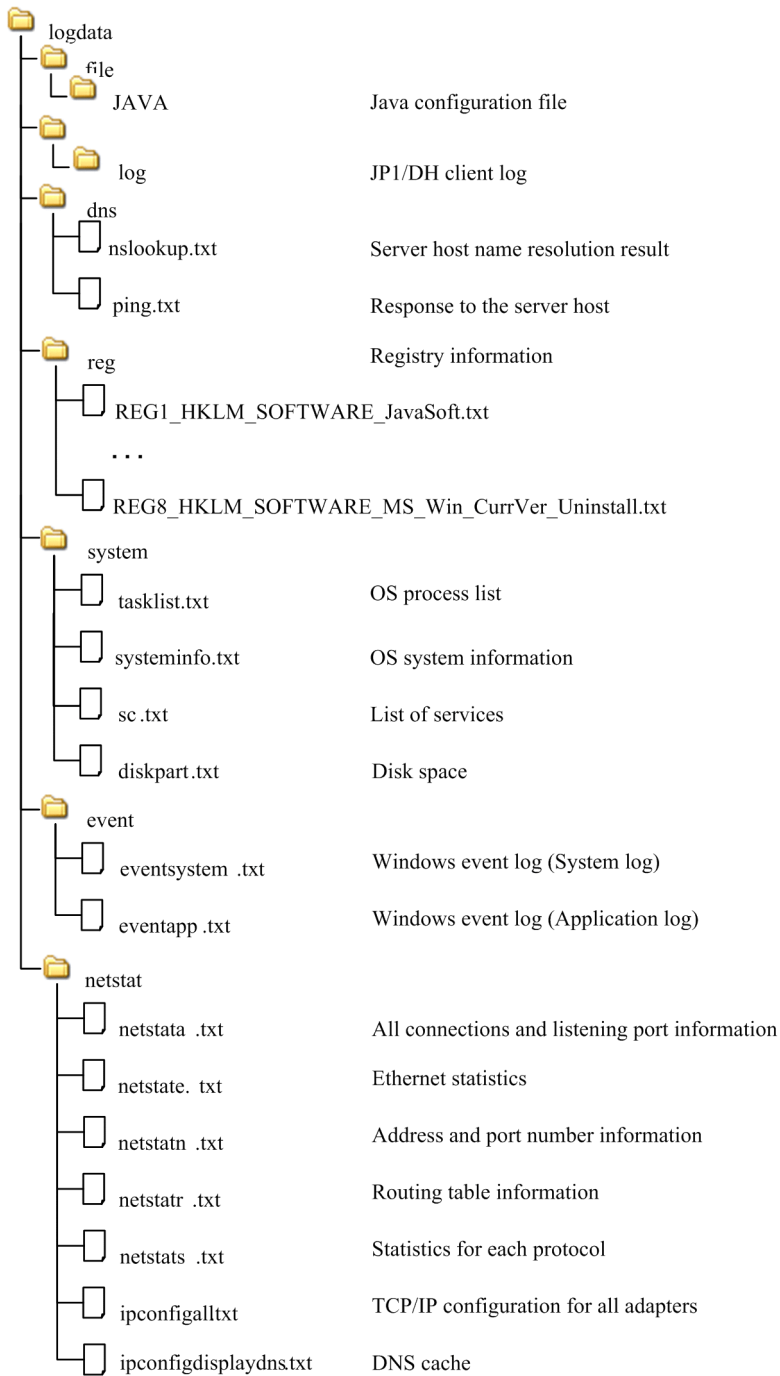 logdata
file
JAVA Java configuration file
log JP1/DH client log
dns
nslookup.txt Server host name resolution result
ping.txt Response to the server host
reg Registry information
REG1_HKLM_SOFTWARE_JavaSoft.txt
...
REG8_HKLM_SOFTWARE_MS_Win_CurrVer_Uninstall.txt
system
tasklist.txt OS process list
systeminfo.txt OS system information
sc.txt List of services
diskpart.txt Disk space
event
eventsystem .txt Windows event log (System log)
eventapp .txt Windows event log (Application log)
netstat
netstata .txt All connections and listening port information
netstate. txt Ethernet statistics
netstatn .txt Address and port number information
netstatr .txt Routing table information
netstats .txt Statistics for each protocol
ipconfigalltxt TCP/IP configuration for all adapters
ipconfigdisplaydns.txt DNS cache